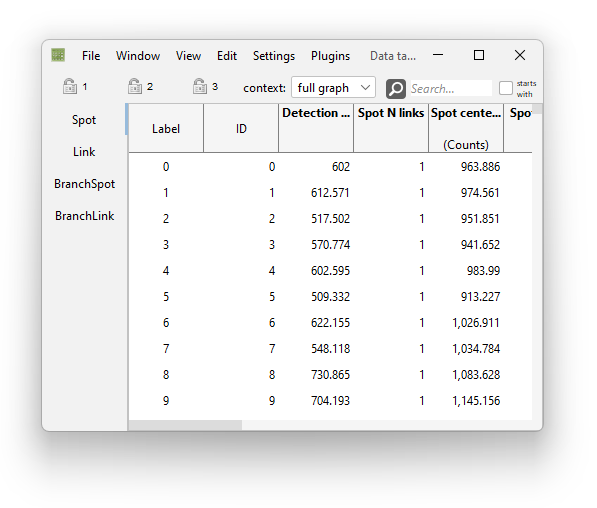 File Window View Edit Settings Plugins Data ta...
1 2 3 context: full graph Search... starts with
Spot
Link
BranchSpot
BranchLink
Label ID Detection ... Spot N links Spot cente... Spo
(Counts)
0 0 602 1 963.886
1 1 612.571 1 974.561
2 2 517.502 1 951.851
3 3 570.774 1 941.652
4 4 602.595 1 983.99
5 5 509.332 1 913.227
6 6 622.155 1 1,026.911
7 7 548.118 1 1,034.784
8 8 730.865 1 1,083.628
9 9 704.193 1 1,145.156